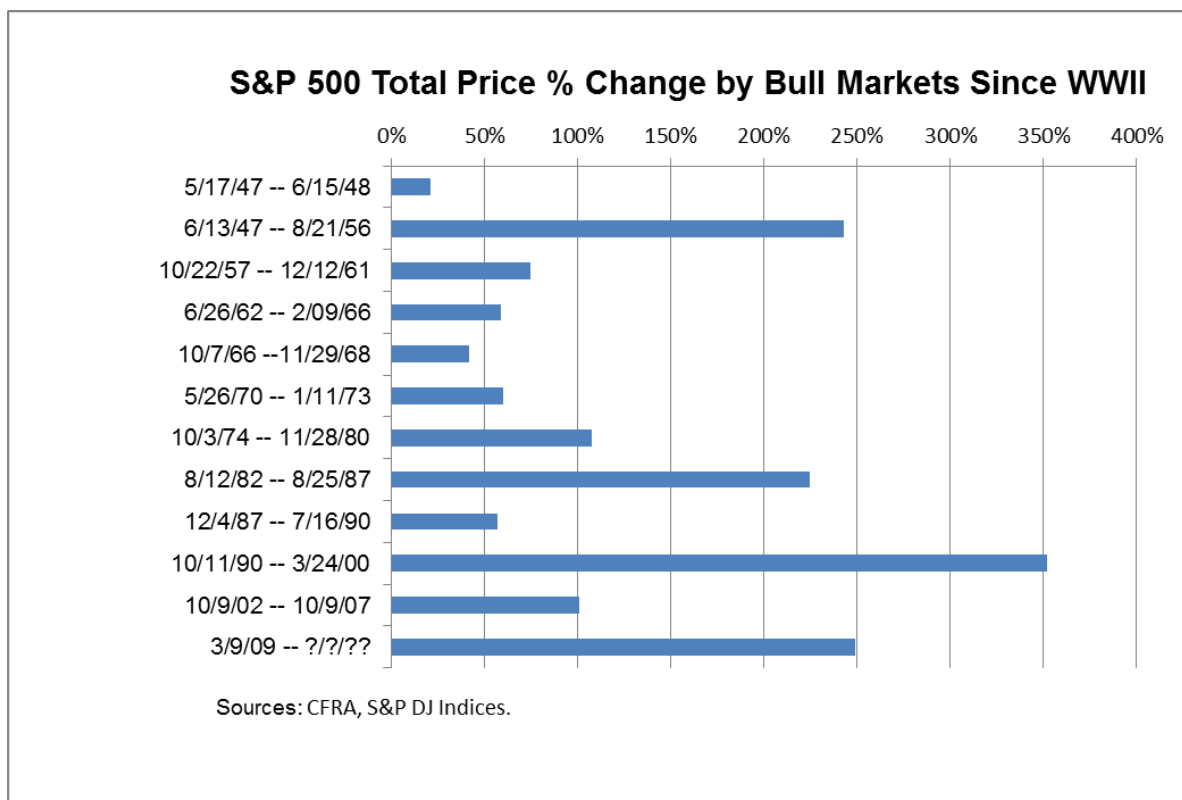 S&P 500 Total Price % Change by Bull Markets Since WWII
0% 50% 100% 150% 200% 250% 300% 350% 400%
5/17/47 -- 6/15/48
6/13/47 -- 8/21/56
10/22/57 -- 12/12/61
6/26/62 -- 2/09/66
10/7/66 --11/29/68
5/26/70 -- 1/11/73
10/3/74 -- 11/28/80
8/12/82 -- 8/25/87
12/4/87 -- 7/16/90
10/11/90 -- 3/24/00
10/9/02 -- 10/9/07
3/9/09 -- ?/?/??
Sources: CFRA, S&P DJ Indices.